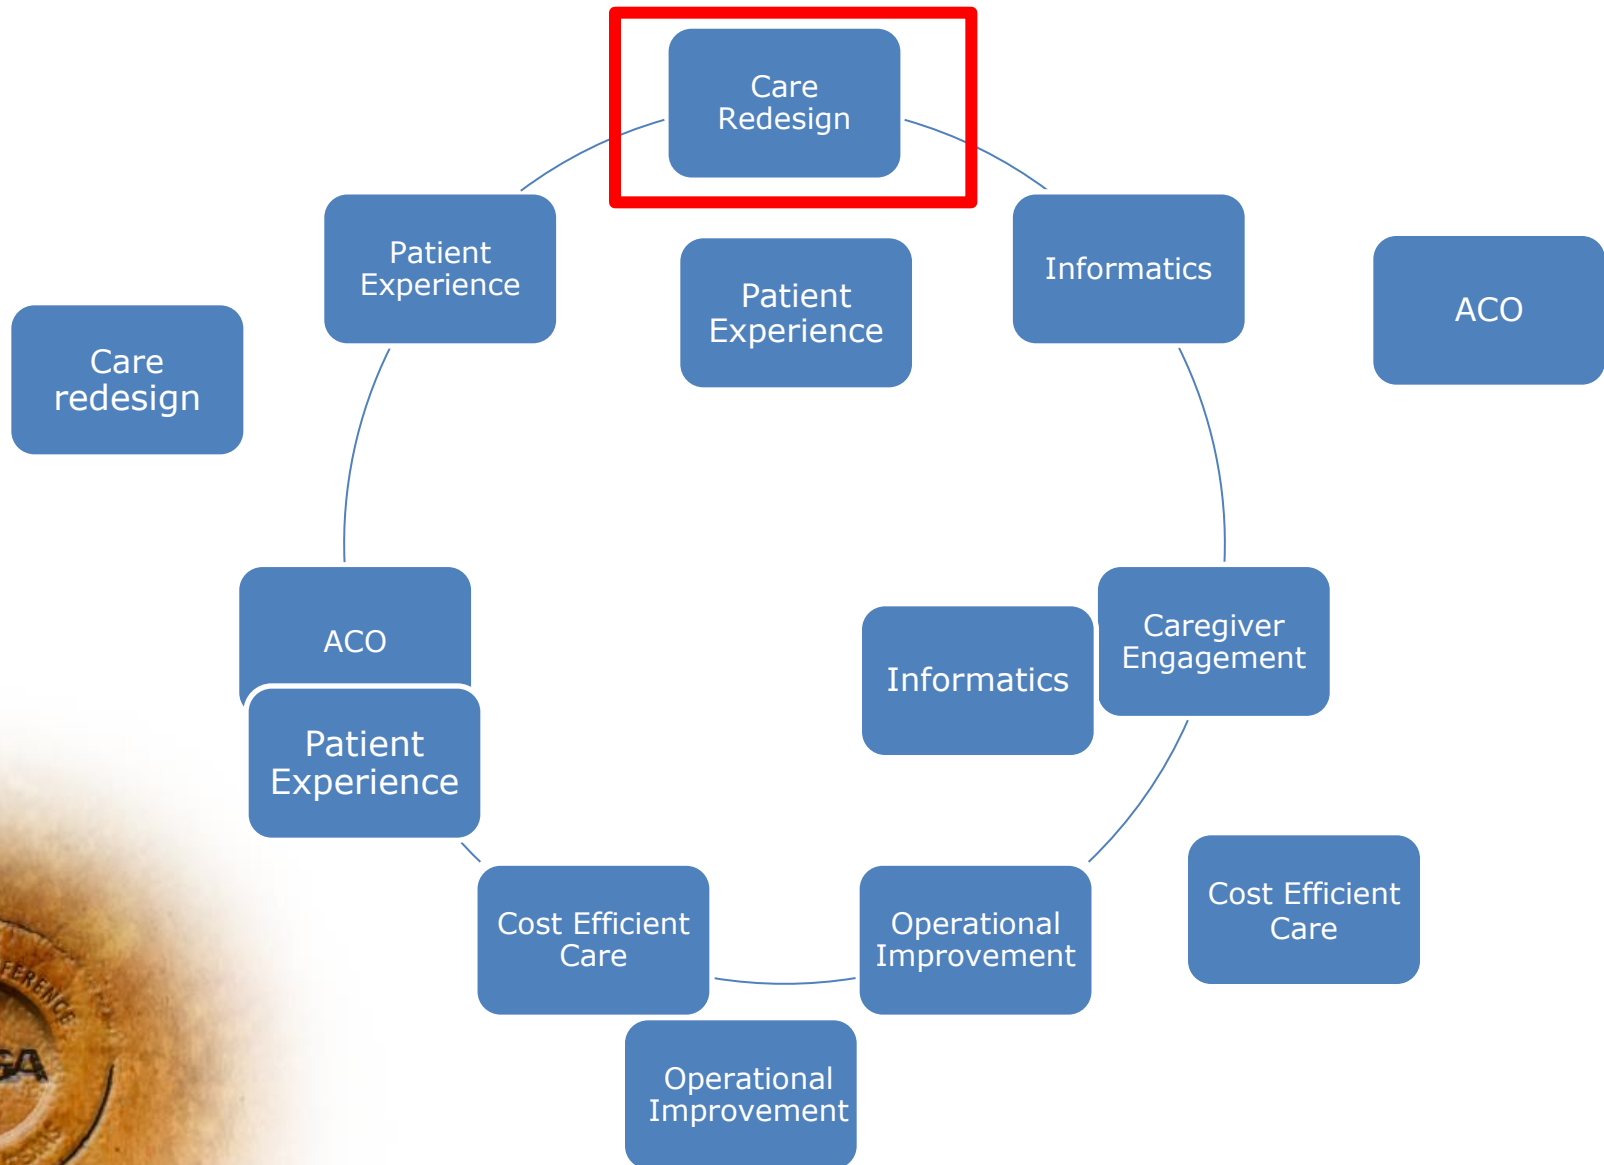 Care
Redesign
Patient
Experience
Informatics
Patient
Experience
ACO
Care
redesign
Caregiver
Engagement
ACO
Informatics
Patient
Experience
Cost Efficient
Care
Operational
Improvement
Cost Efficient
Care
Operational
Improvement